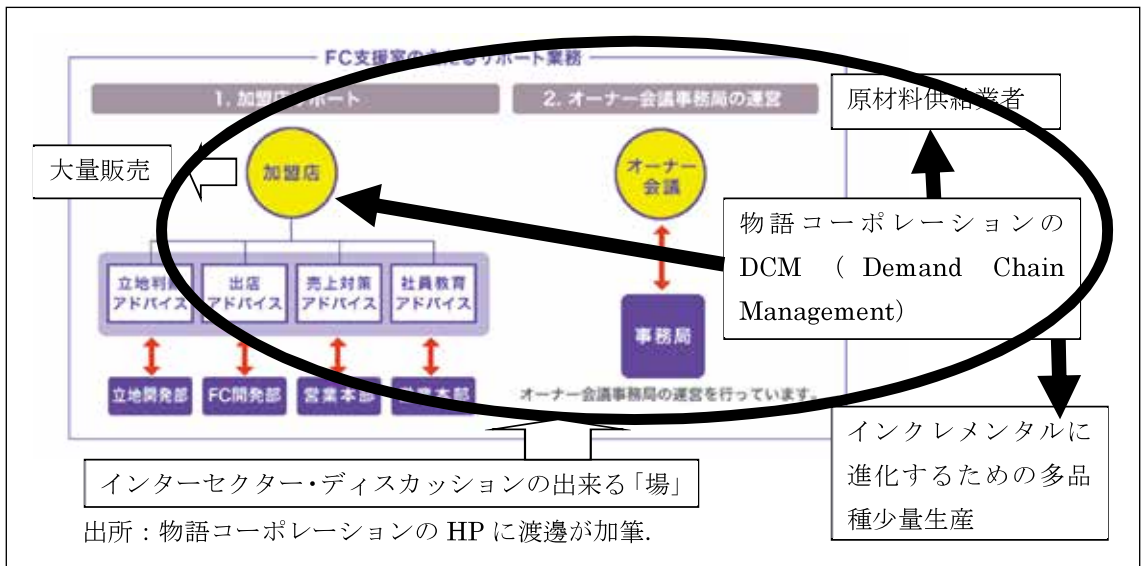 FC支援室の主たるサポート業務
1. 加盟店サポート
2. オーナー会議事務局の運営
原材料供給業者
大量販売
加盟店
オーナー
会議
物語コーポレーションの
DCM ( Demand Chain
Management)
立地判断
アドバイス
出店
アドバイス
売上対策
アドバイス
社員教育
アドバイス
事務局
立地開発部
FC開発部
営業本部
本部
オーナー会議事務局の運営を行っています。
インクレメンタルに
進化するための多品
種少量生産
インターセクター・ディスカッションの出来る「場」
出所：物語コーポレーションの HP に渡邊が加筆.